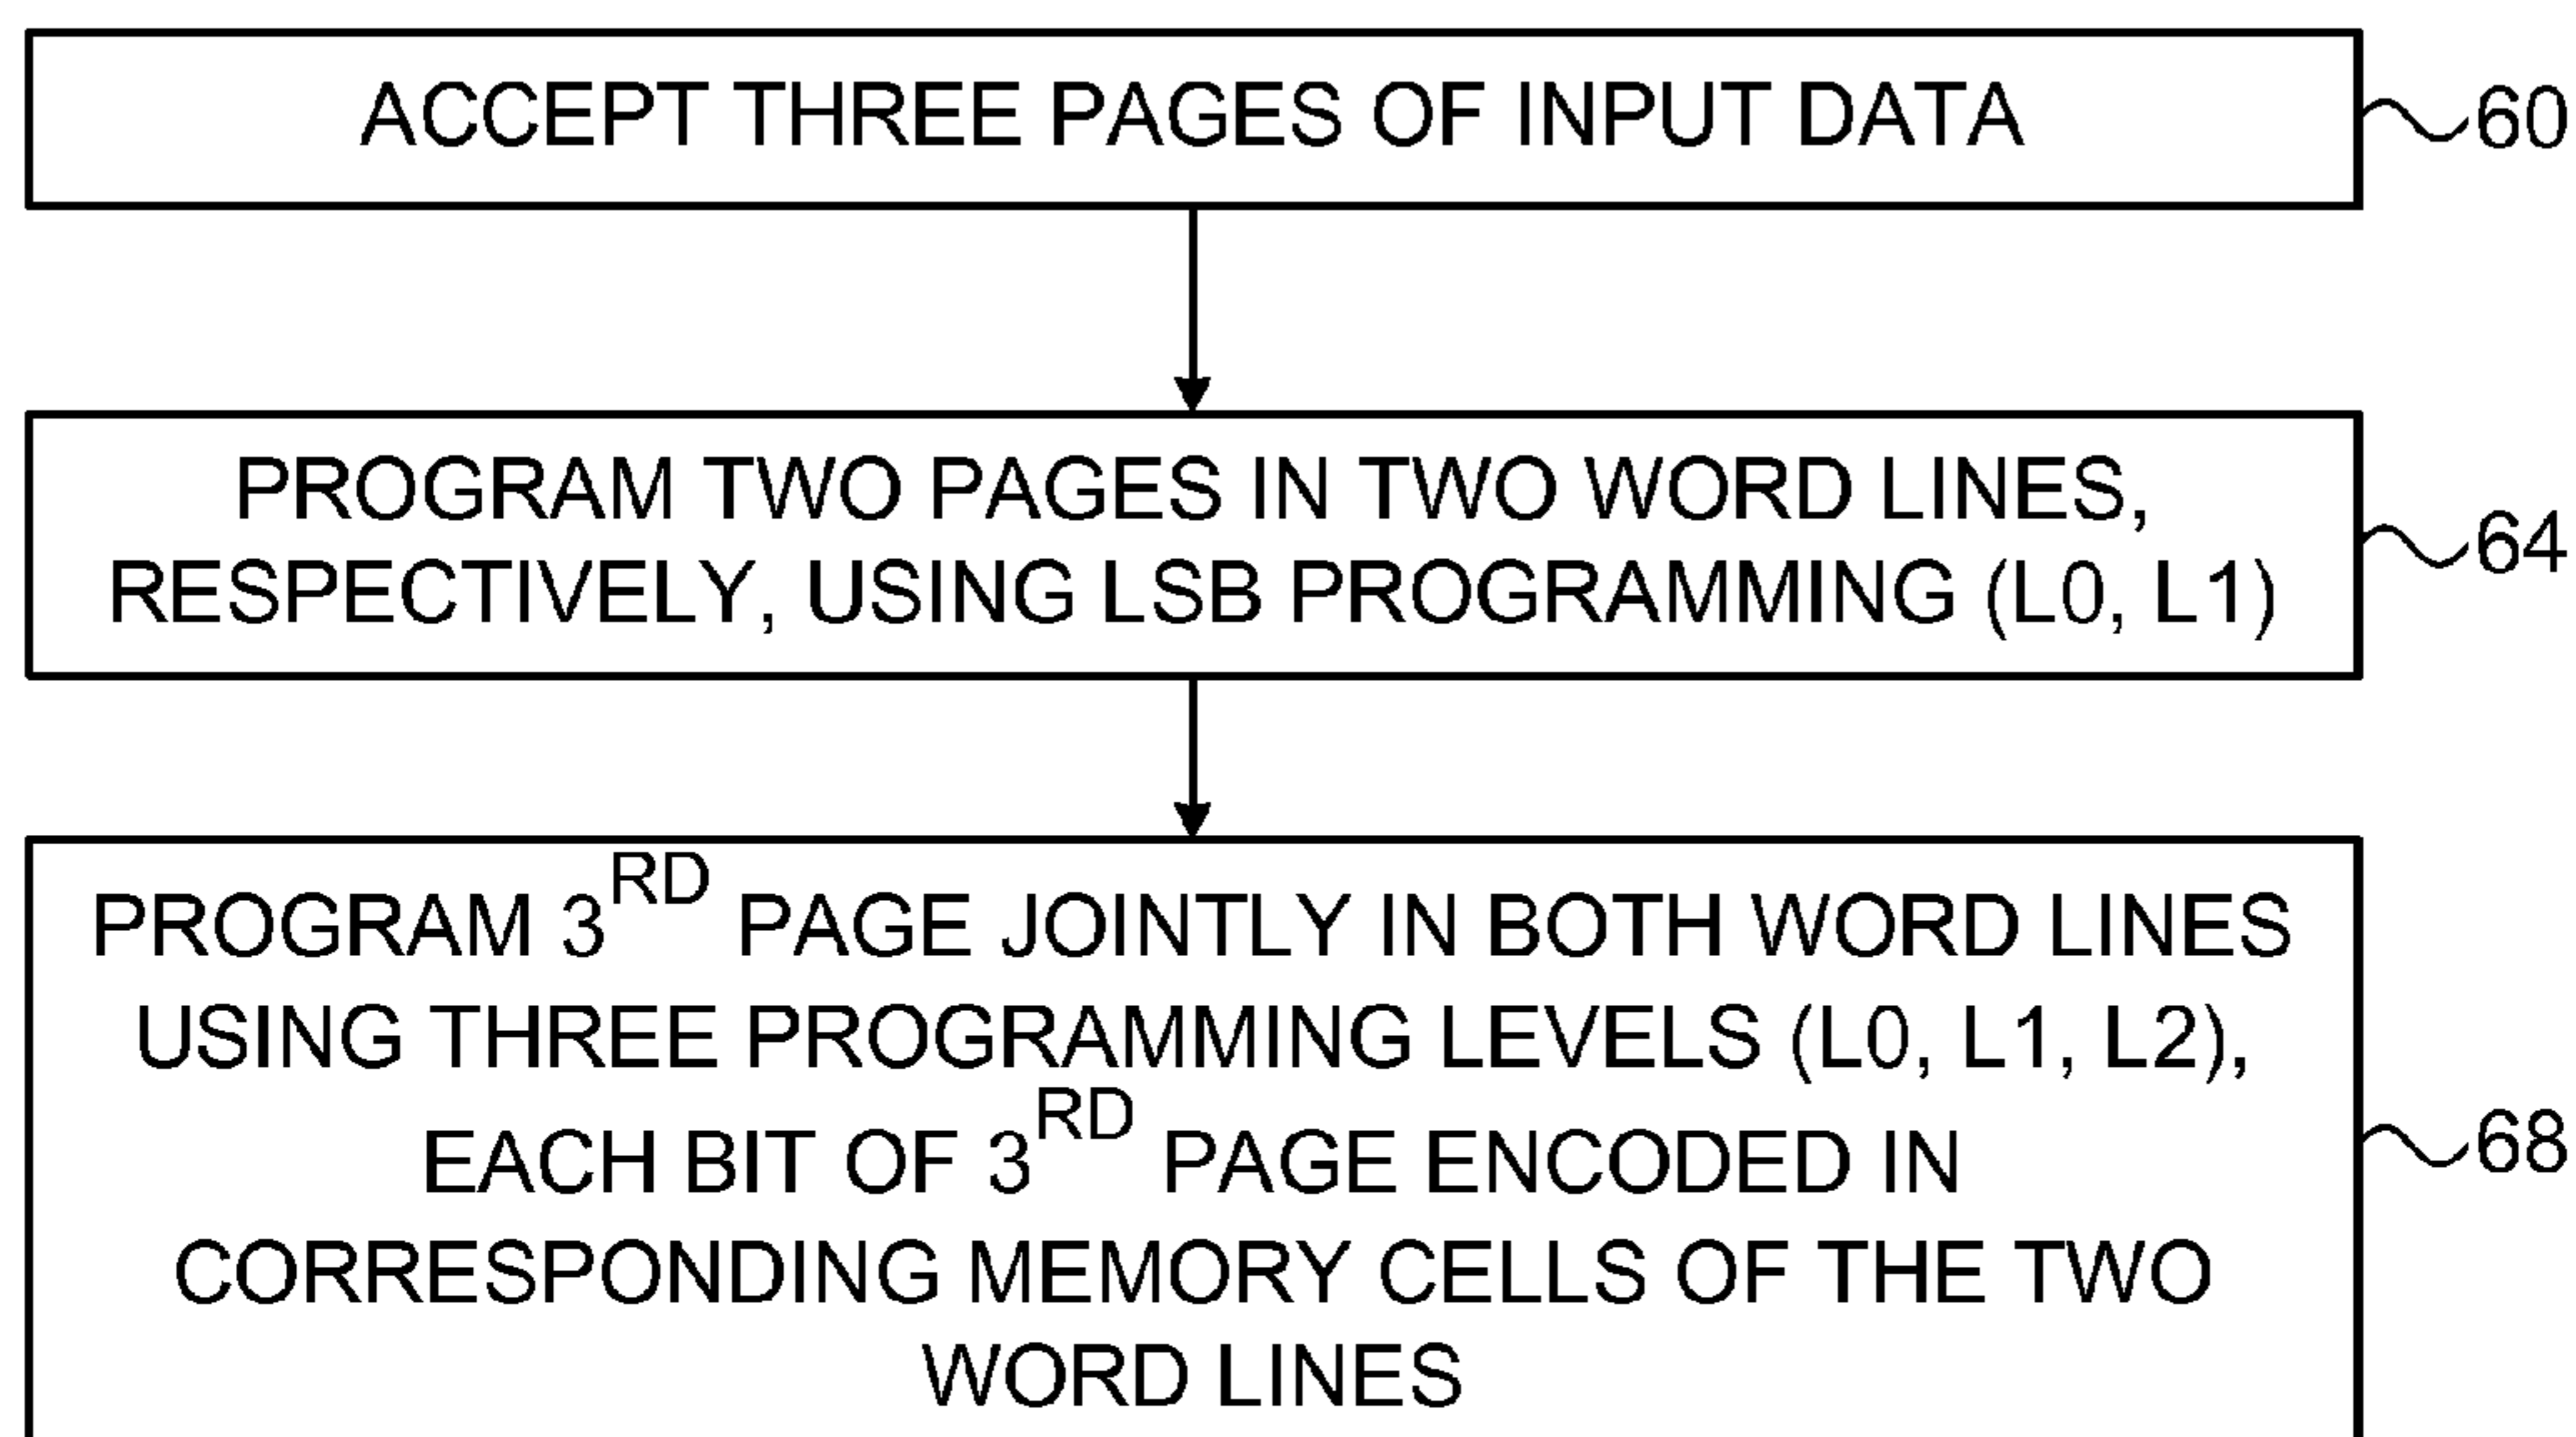 ACCEPT THREE PAGES OF INPUT DATA
60
PROGRAM TWO PAGES IN TWO WORD LINES,
RESPECTIVELY, USING LSB PROGRAMMING (L0, L1)
64
PROGRAM 3RD PAGE JOINTLY IN BOTH WORD LINES
USING THREE PROGRAMMING LEVELS (L0, L1, L2),
EACH BIT OF 3RD PAGE ENCODED IN
CORRESPONDING MEMORY CELLS OF THE TWO
WORD LINES
68